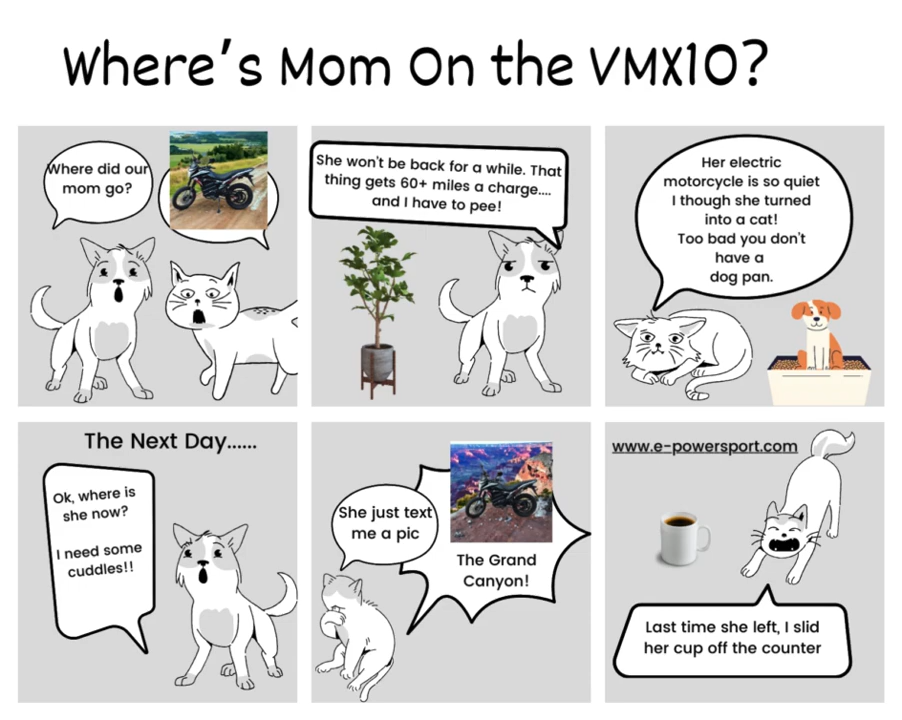 Where's Mom On the VMX10?
Where did our
mom go?
She won't be back for a while. That
thing gets 60+ miles a charge....
and I have to pee!
Her electric
motorcycle is so quiet
I though she turned
into a cat!
Too bad you don't
have a
dog pan.
The Next Day......
Ok, where is
she now?
I need some
cuddles!!
She just text
me a pic
The Grand
Canyon!
www.e-powersport.com
Last time she left, I slid
her cup off the counter